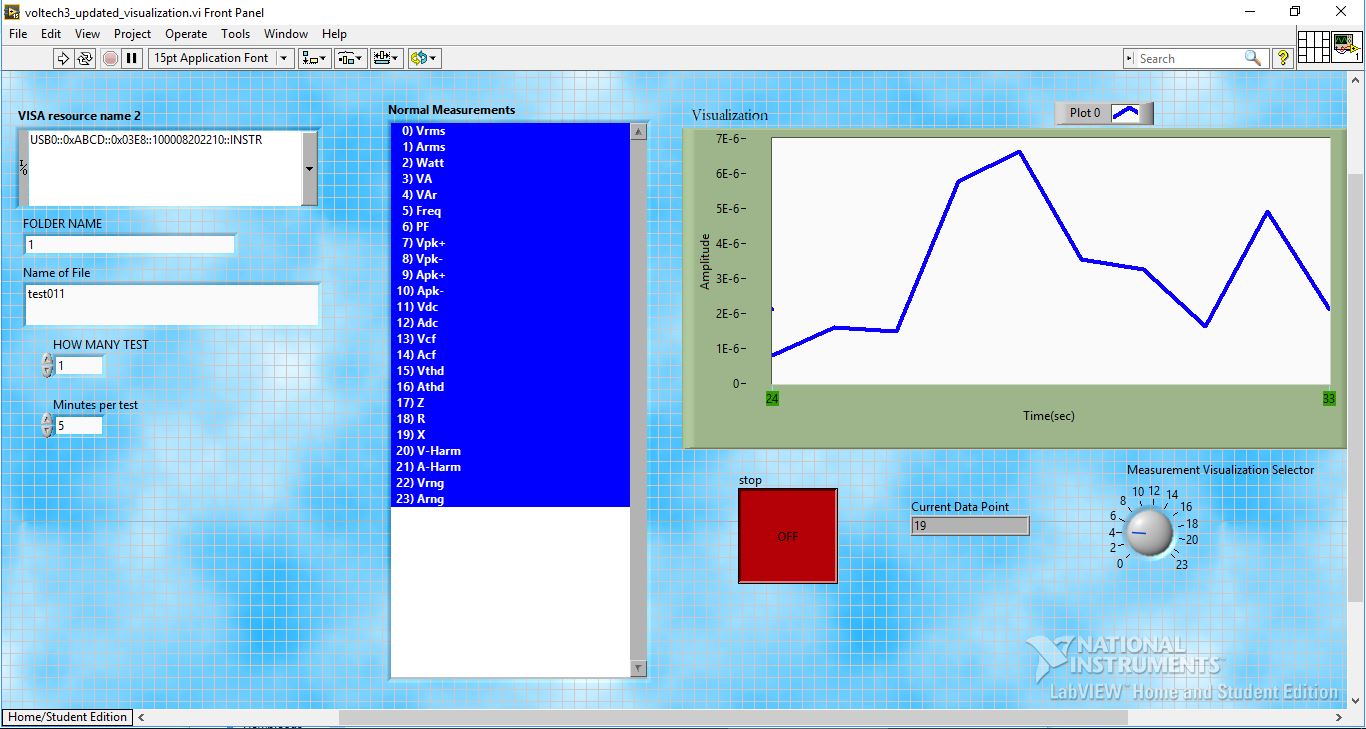 voltech3_updated_visualization.vi Front Panel
File Edit View Project Operate Tools Window Help
15pt Application Font
Search
?
1
VISA resource name 2
I/0
USB0::0xABCD::0x03E8::100008202210::INSTR
FOLDER NAME
1
Name of File
test011
HOW MANY TEST
1
Minutes per test
5
Normal Measurements
0) Vrms
1) Arms
2) Watt
3) VA
4) VAr
5) Freq
6) PF
7) Vpk+
8) Vpk-
9) Apk+
10) Apk-
11) Vdc
12) Adc
13) Vcf
14) Acf
15) Vthd
16) Athd
17) Z
18) R
19) X
20) V-Harm
21) A-Harm
22) Vrng
23) Arng
Visualization
Plot 0
7E-6
6E-6
5E-6
4E-6
3E-6
2E-6
1E-6
0
Amplitude
24
33
Time(sec)
stop
OFF
Current Data Point
19
Measurement Visualization Selector
0
2
4
6
8
10
12
14
16
18
20
23
NATIONAL
INSTRUMENTS
LabVIEW™ Home and Student Edition
Home/Student Edition